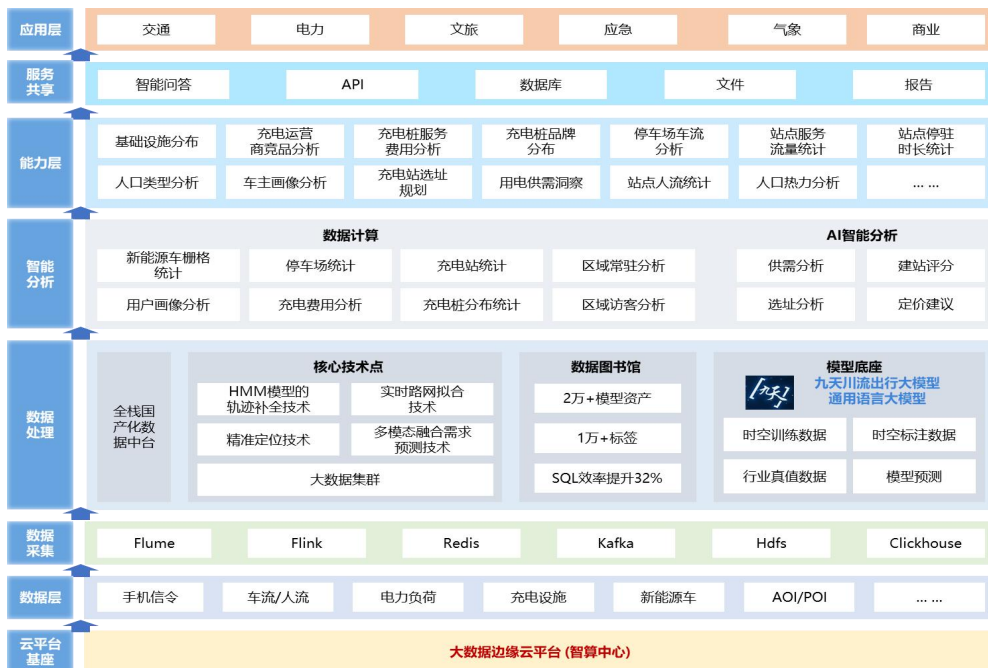 应用层
交通
电力
文旅
应急
气象
商业
服务
共享
智能问答
API
数据库
文件
报告
能力层
基础设施分布
充电运营
商竞品分析
充电桩服务
费用分析
充电桩品牌
分布
停车场车流
分析
站点服务
流量统计
站点停驻
时长统计
人口类型分析
车主画像分析
充电站选址
规划
用电供需洞察
站点人流统计
人口热力分析
... ...
智能
分析
数据计算
新能源车栅格
统计
停车场统计
充电站统计
区域常驻分析
用户画像分析
充电费用分析
充电桩分布统计
区域访客分析
AI智能分析
供需分析
建站评分
选址分析
定价建议
数据
处理
全栈国
产化数
据中台
核心技术点
HMM模型的
轨迹补全技术
实时路网拟合
技术
精准定位技术
多模态融合需求
预测技术
大数据集群
数据图书馆
2万+模型资产
1万+标签
SQL效率提升32%
模型底座
九天
九天川流出行大模型
通用语言大模型
时空训练数据
时空标注数据
行业真值数据
模型预测
数据
采集
Flume
Flink
Redis
Kafka
Hdfs
Clickhouse
数据层
手机信令
车流/人流
电力负荷
充电设施
新能源车
AOI/POI
... ...
云平台
基座
大数据边缘云平台 (智算中心)